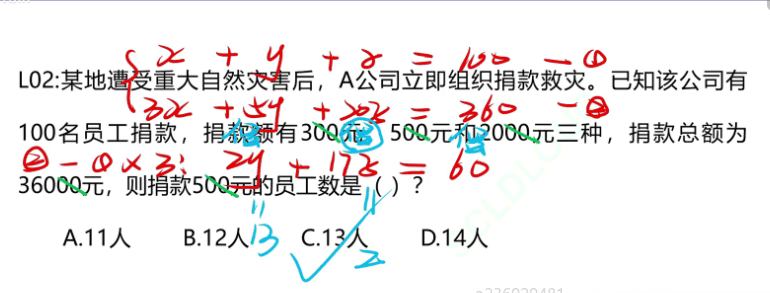 x + y + z = 100 —①
L02:某地遭受重大自然灾害后，A公司立即组织捐款救灾。已知该公司有
3x + 5y + 20z = 360 —②
100名员工捐款，捐款额有300元、500元和2000元三种，捐款总额为
②-①×3: 2y + 17z = 60
36000元，则捐款500元的员工数是（ ）？
A.11人 B.12人 C.13人 D.14人
13 2